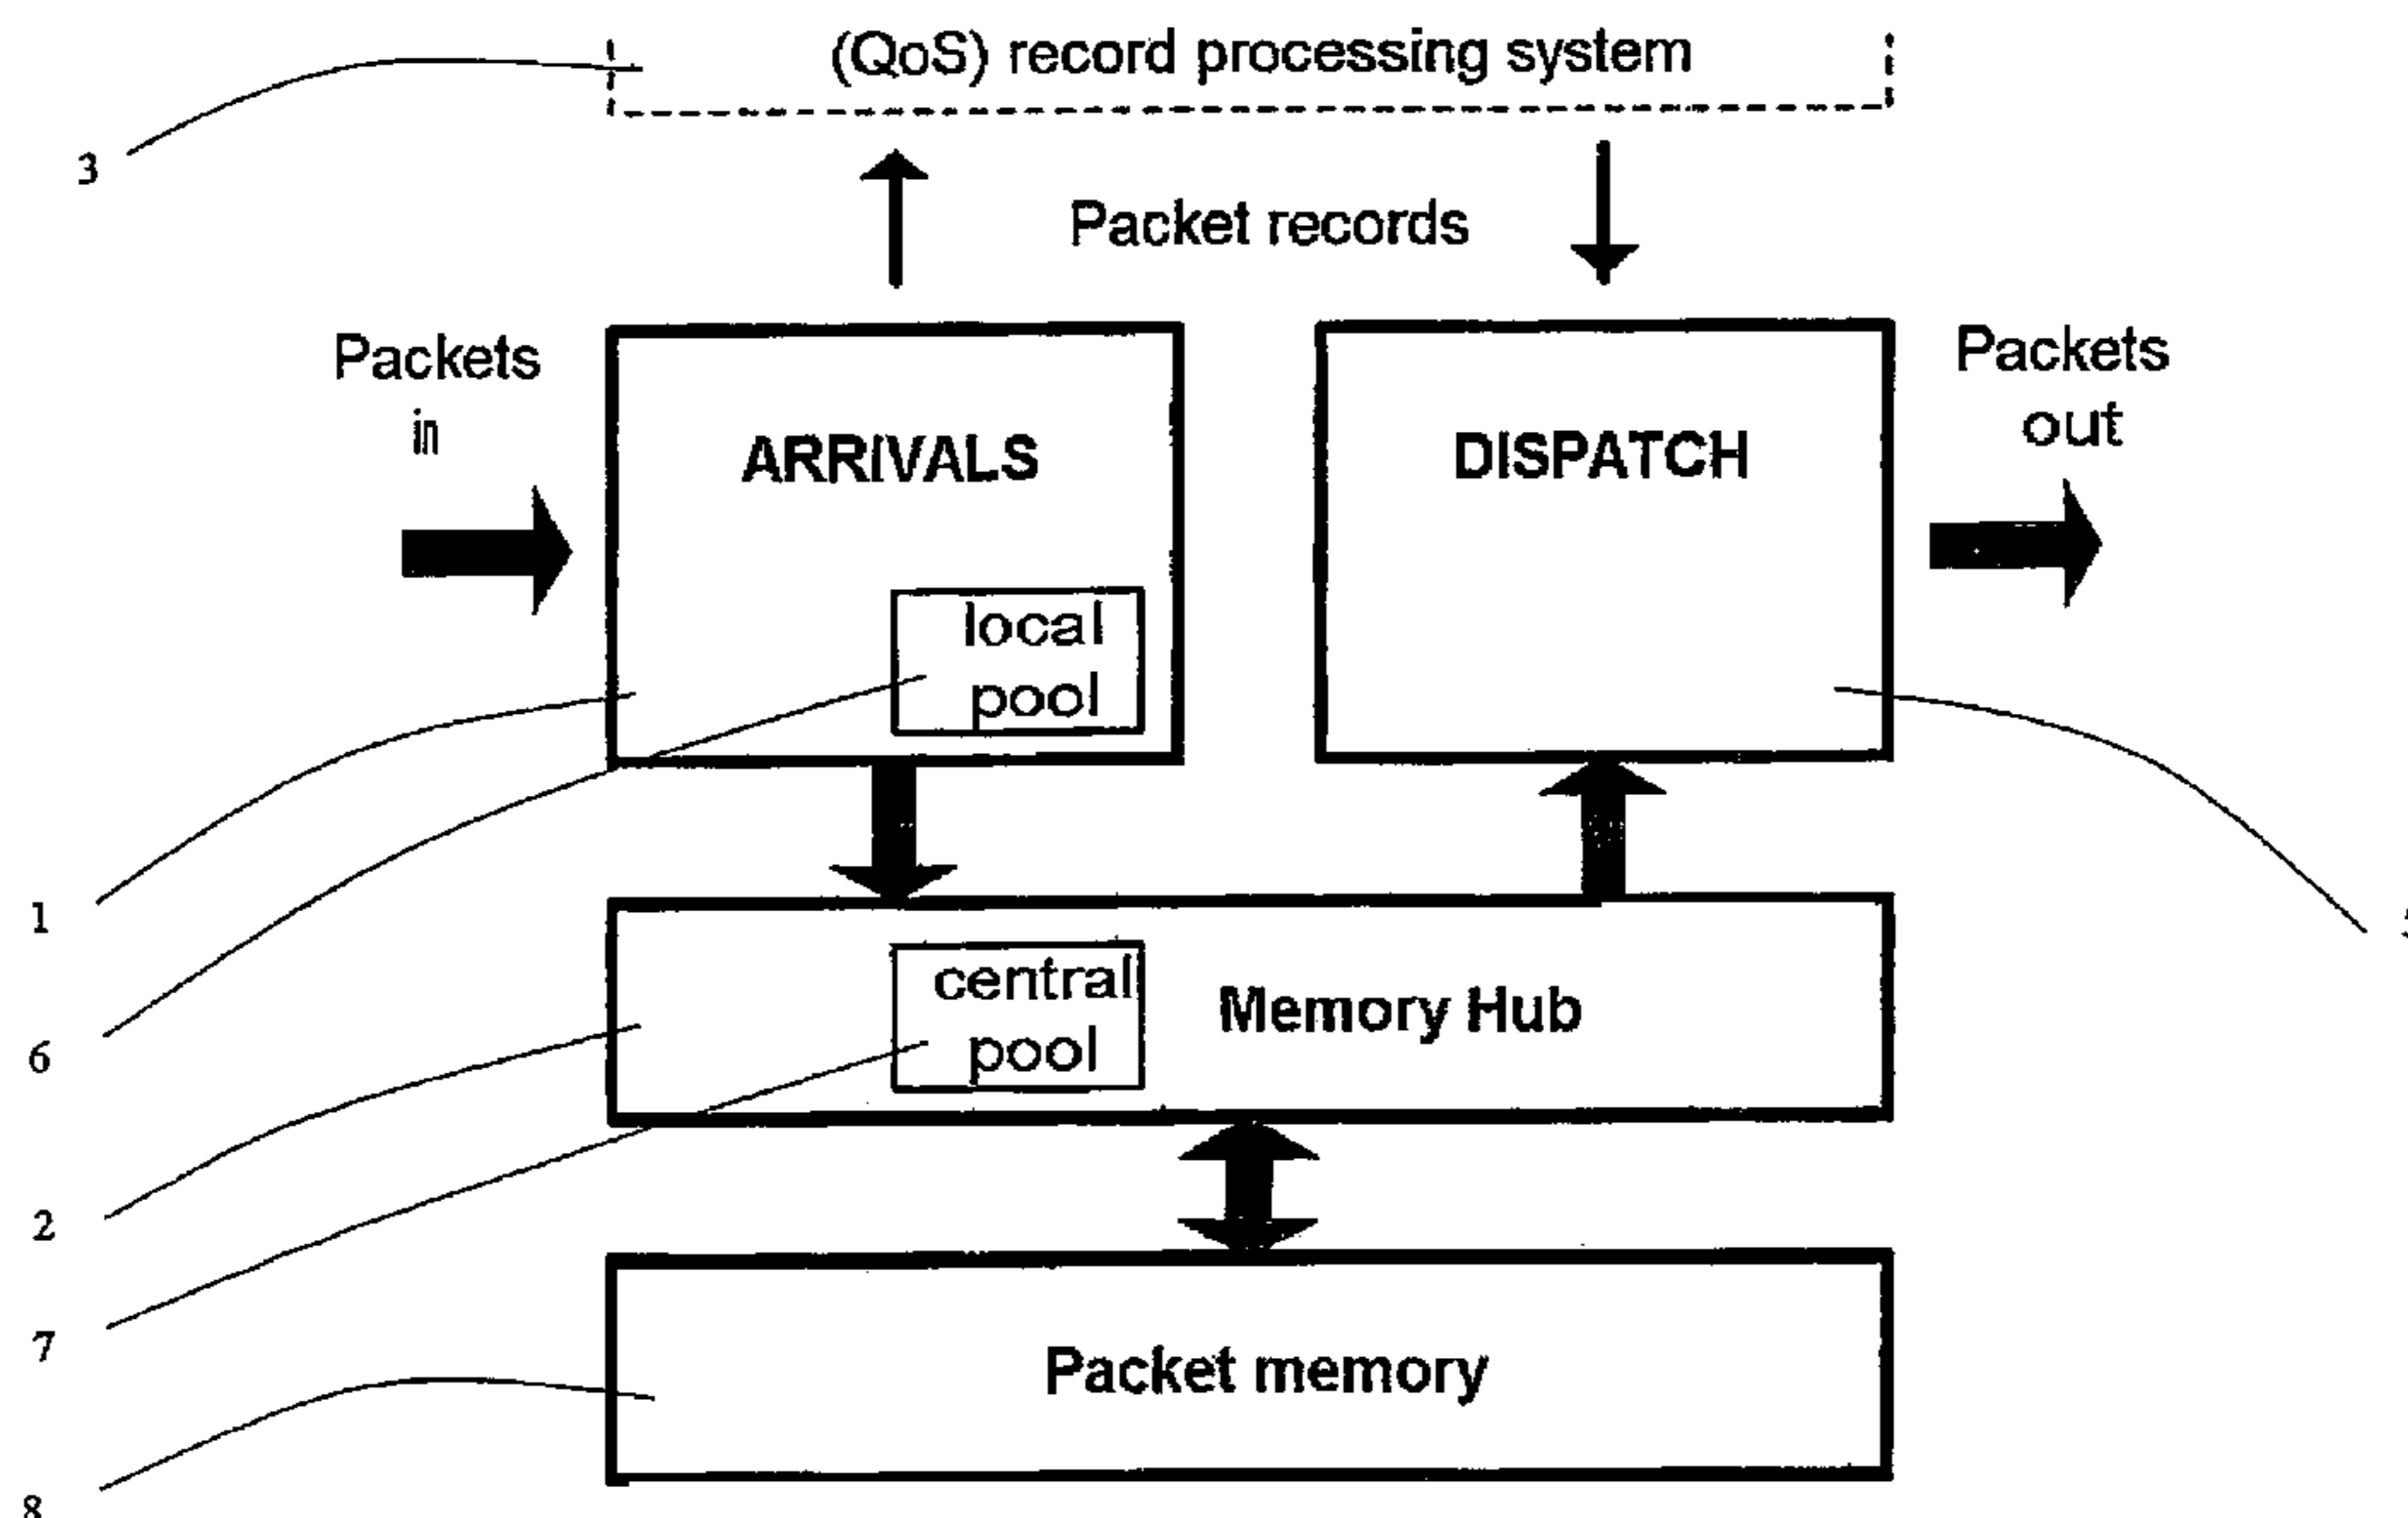 (QoS) record processing system
3
Packet records
Packets
in
Packets
out
ARRIVALS
DISPATCH
local
pool
1
6
central
pool
Memory Hub
2
7
Packet memory
8